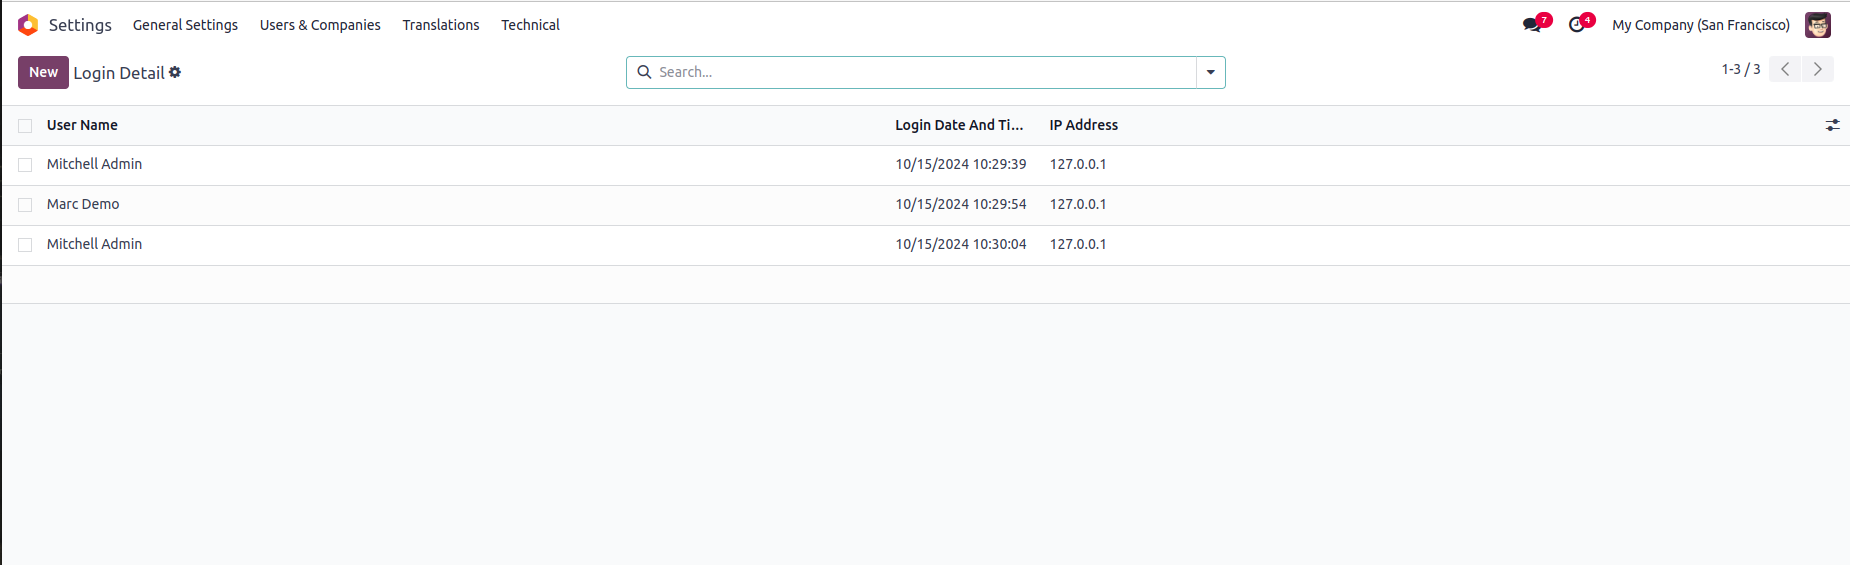 Settings General Settings Users & Companies Translations Technical 7 4 My Company (San Francisco)
New Login Detail Search... 1-3 / 3
User Name Login Date And Ti... IP Address
Mitchell Admin 10/15/2024 10:29:39 127.0.0.1
Marc Demo 10/15/2024 10:29:54 127.0.0.1
Mitchell Admin 10/15/2024 10:30:04 127.0.0.1